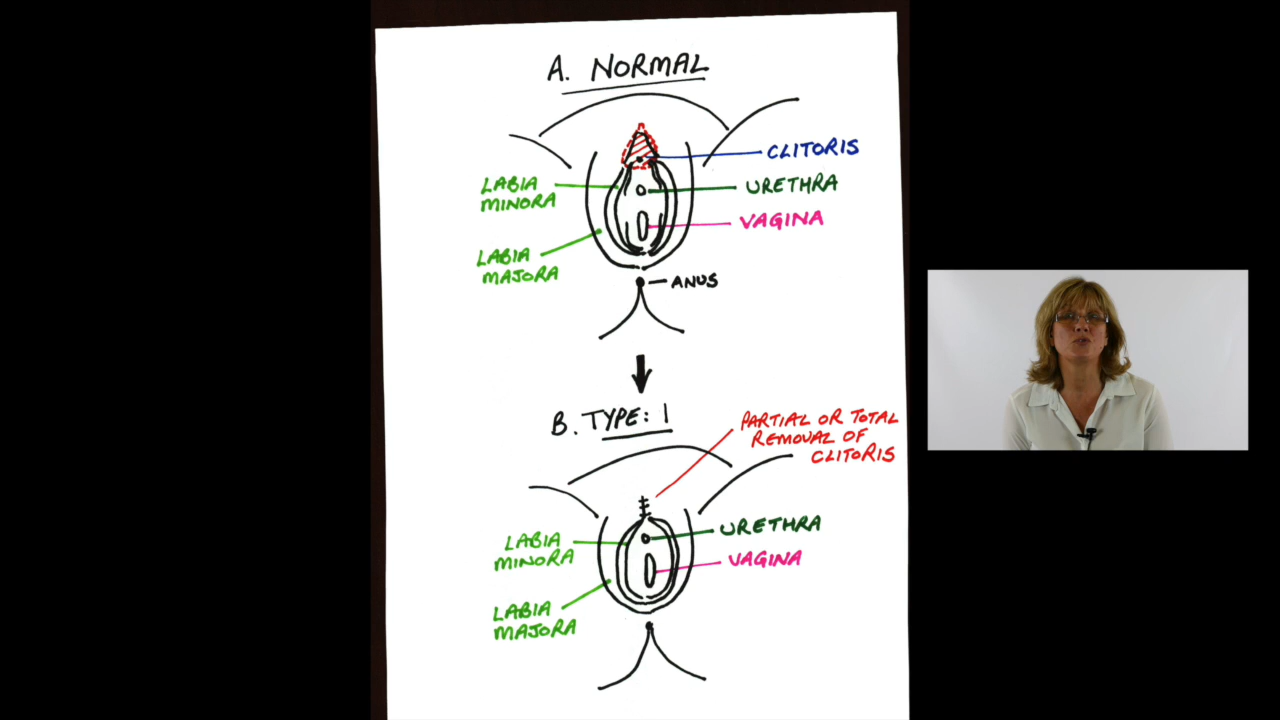 A. NORMAL
CLITORIS
LABIA
MINORA
URETHRA
VAGINA
LABIA
MAJORA
ANUS
B. TYPE: 1
PARTIAL OR TOTAL
REMOVAL OF
CLITORIS
URETHRA
LABIA
MINORA
VAGINA
LABIA
MAJORA